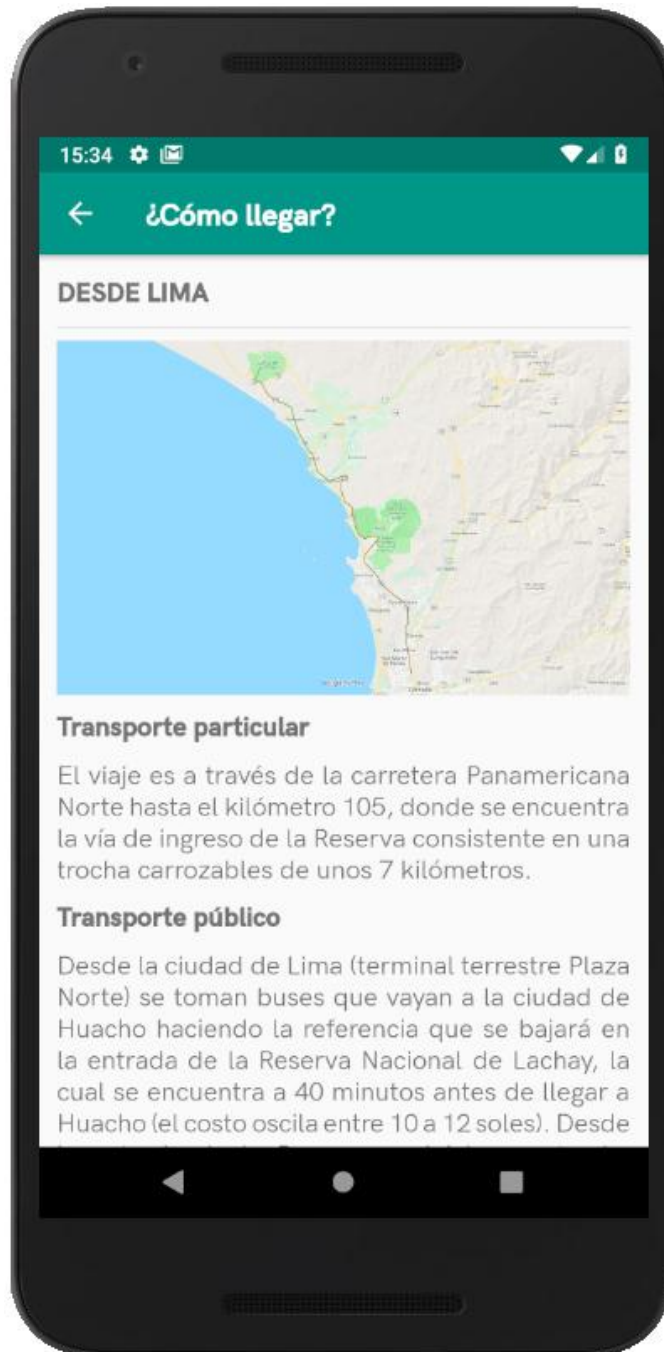 15:34
¿Cómo llegar?
DESDE LIMA
Transporte particular
El viaje es a través de la carretera Panamericana
Norte hasta el kilómetro 105, donde se encuentra
la vía de ingreso de la Reserva consistente en una
trocha carrozables de unos 7 kilómetros.
Transporte público
Desde la ciudad de Lima (terminal terrestre Plaza
Norte) se toman buses que vayan a la ciudad de
Huacho haciendo la referencia que se bajará en
la entrada de la Reserva Nacional de Lachay, la
cual se encuentra a 40 minutos antes de llegar a
Huacho (el costo oscila entre 10 a 12 soles). Desde